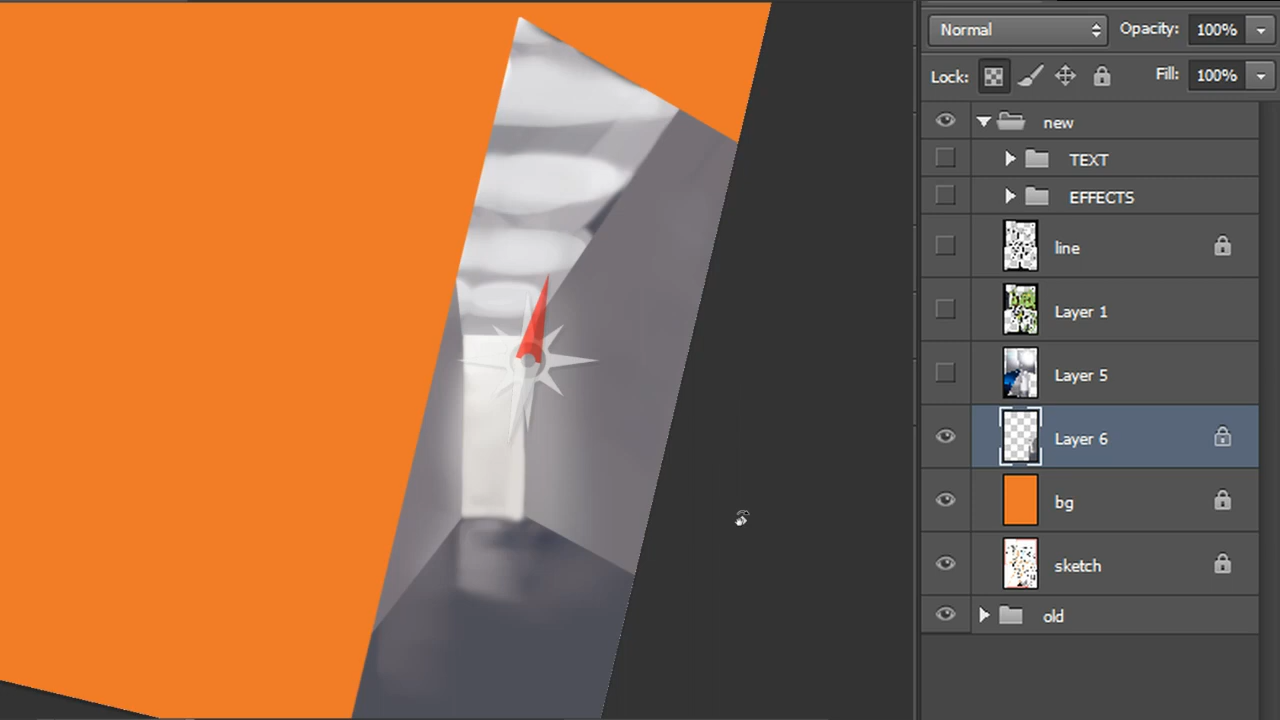 Normal Opacity: 100%
Lock: Fill: 100%
new
TEXT
EFFECTS
line
Layer 1
Layer 5
Layer 6
bg
sketch
old